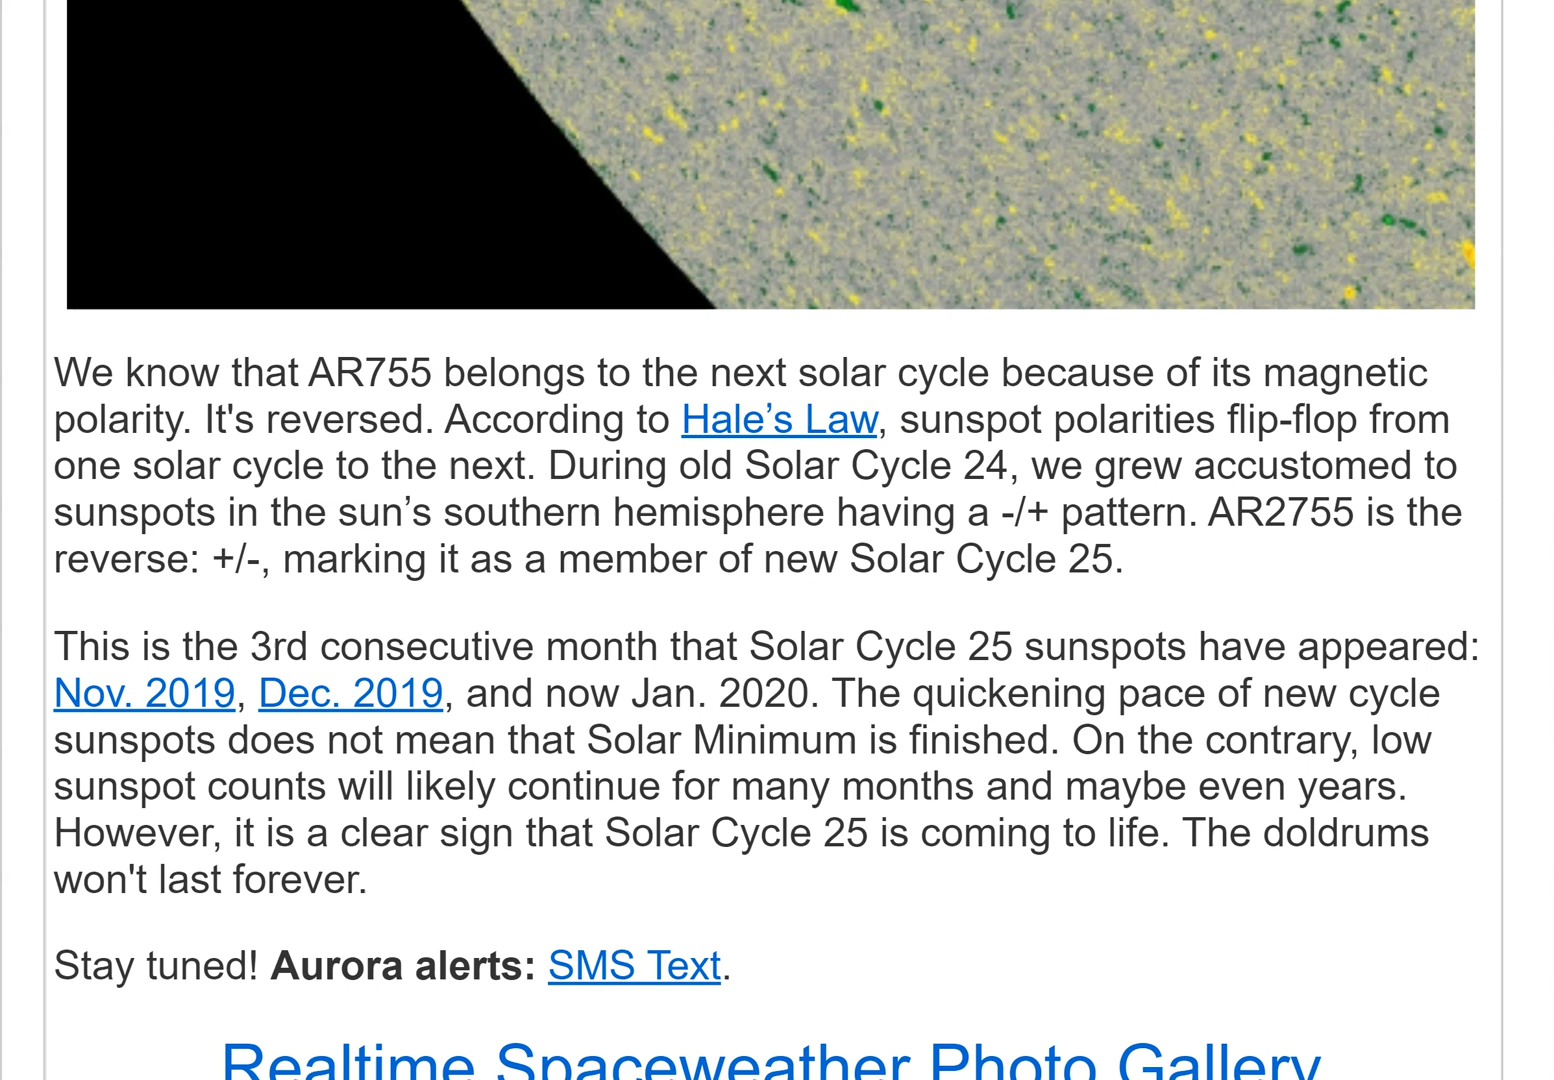 We know that AR755 belongs to the next solar cycle because of its magnetic
polarity. It's reversed. According to Hale’s Law, sunspot polarities flip-flop from
one solar cycle to the next. During old Solar Cycle 24, we grew accustomed to
sunspots in the sun’s southern hemisphere having a -/+ pattern. AR2755 is the
reverse: +/-, marking it as a member of new Solar Cycle 25.
This is the 3rd consecutive month that Solar Cycle 25 sunspots have appeared:
Nov. 2019, Dec. 2019, and now Jan. 2020. The quickening pace of new cycle
sunspots does not mean that Solar Minimum is finished. On the contrary, low
sunspot counts will likely continue for many months and maybe even years.
However, it is a clear sign that Solar Cycle 25 is coming to life. The doldrums
won't last forever.
Stay tuned! Aurora alerts: SMS Text.
Realtime Spaceweather Photo Gallery